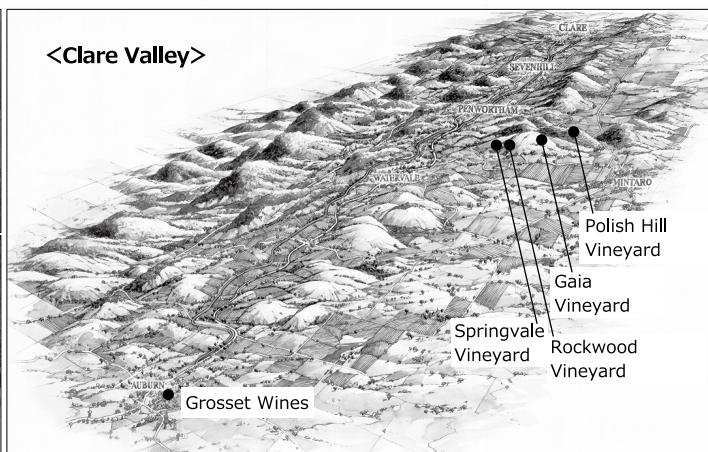 <Clare Valley>
CLARE
SEVENHILL
PENWORTHAM
WATERVALE
MINTARO
Polish Hill
Vineyard
Gaia
Vineyard
Springvale
Vineyard
Rockwood
Vineyard
AUBURN
Grosset Wines